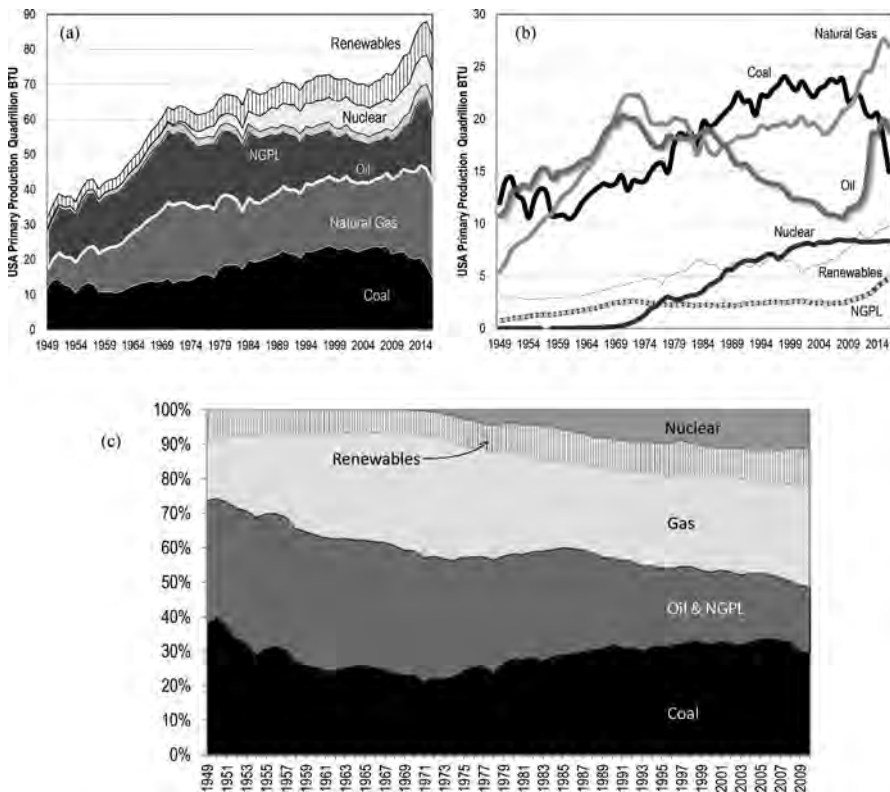 (a)
USA Primary Production Quadrillion BTU
90
80
70
60
50
40
30
20
10
0
Renewables
Nuclear
NGPL
Oil
Natural Gas
Coal
1949 1954 1959 1964 1969 1974 1979 1984 1989 1994 1999 2004 2009 2014
(b)
USA Primary Production Quadrillion BTU
30
25
20
15
10
5
0
Natural Gas
Coal
Oil
Nuclear
Renewables
NGPL
1949 1954 1959 1964 1969 1974 1979 1984 1989 1994 1999 2004 2009 2014
(c)
100%
90%
80%
70%
60%
50%
40%
30%
20%
10%
0%
Nuclear
Renewables
Gas
Oil & NGPL
Coal
1949 1951 1953 1955 1957 1959 1961 1963 1965 1967 1969 1971 1973 1975 1977 1979 1981 1983 1985 1987 1989 1991 1993 1995 1997 1999 2001 2003 2005 2007 2009